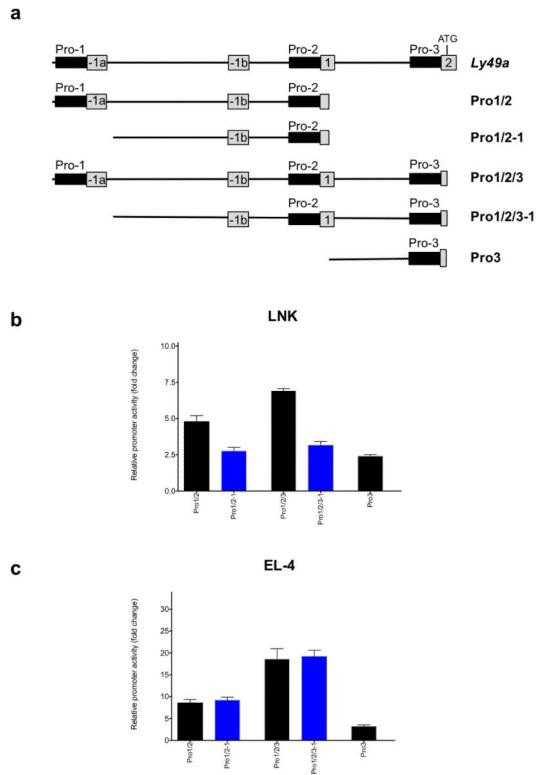 a
ATG
Pro-1 Pro-2 Pro-3
-1a -1b 1 2 Ly49a
Pro-1 Pro-2
-1a -1b Pro1/2
Pro-2
-1b Pro1/2-1
Pro-1 Pro-2 Pro-3
-1a -1b 1 Pro1/2/3
Pro-2 Pro-3
-1b 1 Pro1/2/3-1
Pro-3
Pro3
b
LNK
Relative promoter activity (fold change)
10.0
7.5
5.0
2.5
0.0
Pro1/2 Pro1/2-1 Pro1/2/3 Pro1/2/3-1 Pro3
c
EL-4
Relative promoter activity (fold change)
30
25
20
15
10
5
0
Pro1/2 Pro1/2-1 Pro1/2/3 Pro1/2/3-1 Pro3